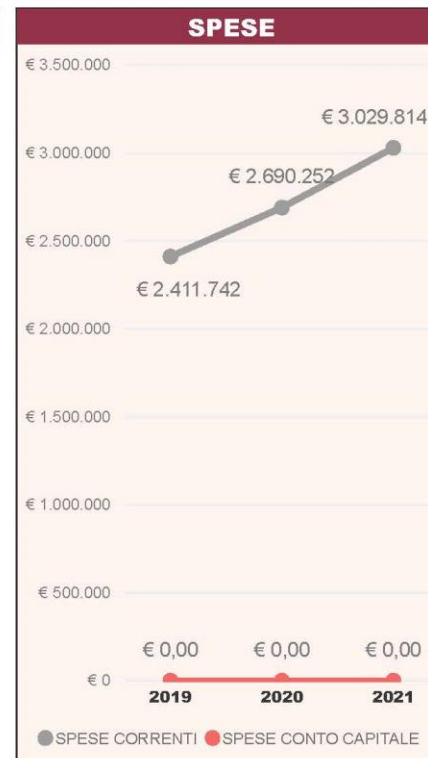 SPESE
€ 3.500.000
€ 3.029.814
€ 3.000.000
€ 2.690.252
€ 2.500.000
€ 2.411.742
€ 2.000.000
€ 1.500.000
€ 1.000.000
€ 500.000
€ 0,00 € 0,00 € 0,00
€ 0
2019 2020 2021
SPESE CORRENTI SPESE CONTO CAPITALE